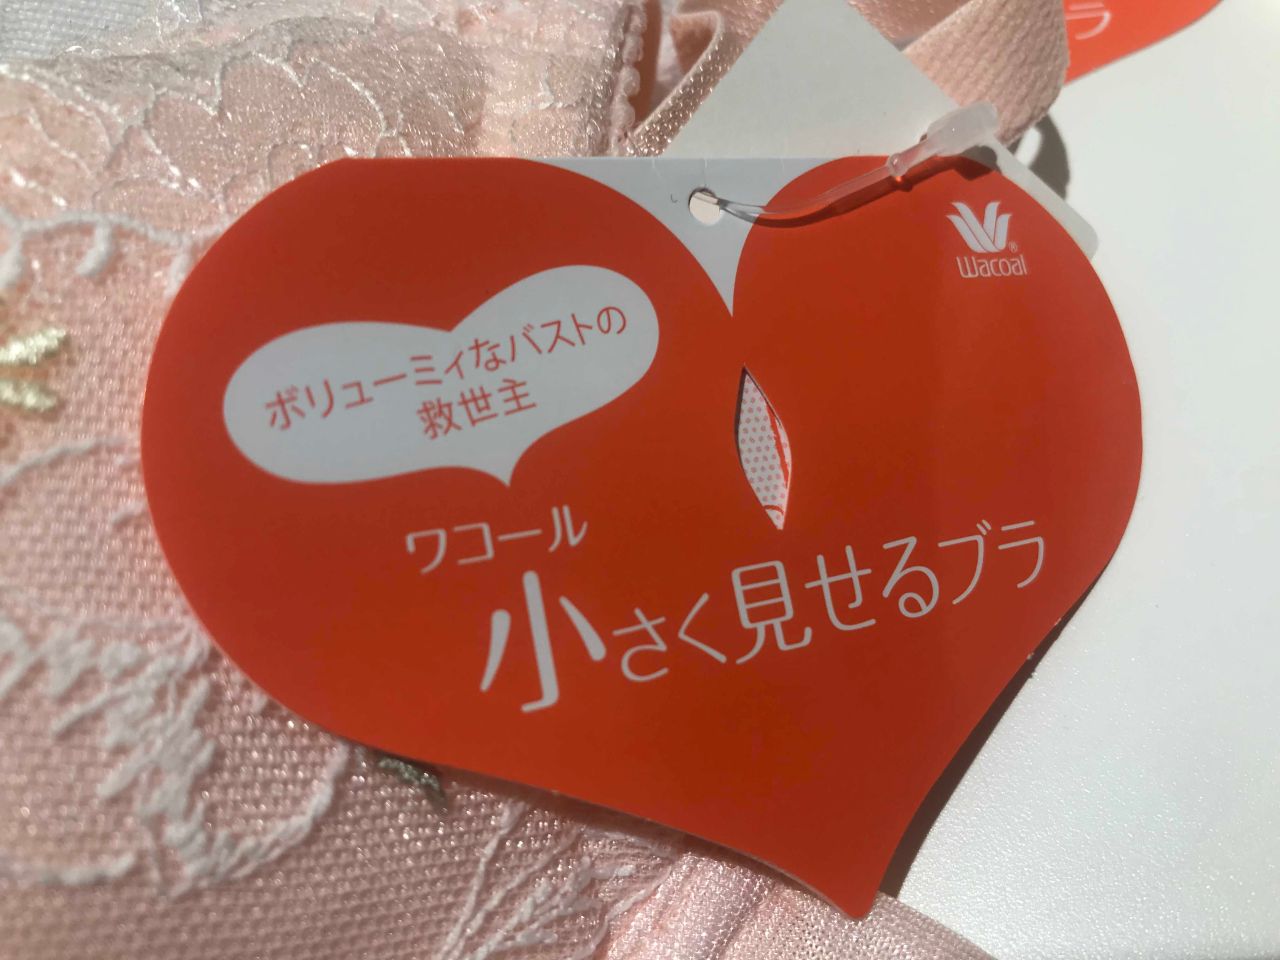 Wacoal
ボリューミィなバストの
救世主
ワコール
小さく見せるブラ
ラ